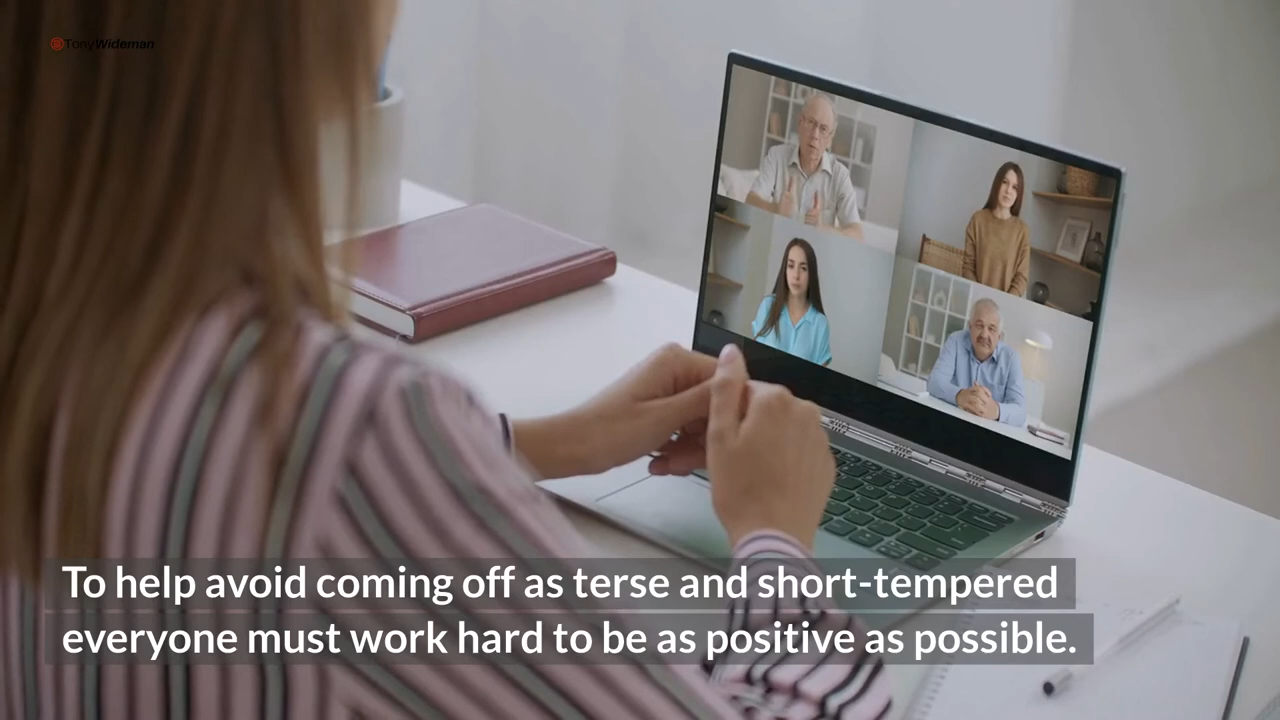 TonyWideman
To help avoid coming off as terse and short-tempered
everyone must work hard to be as positive as possible.